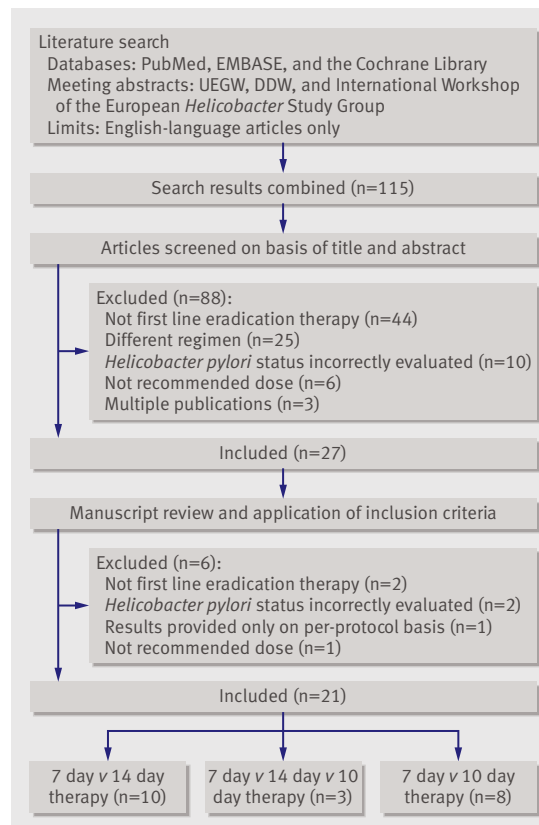 Literature search
Databases: PubMed, EMBASE, and the Cochrane Library
Meeting abstracts: UEGW, DDW, and International Workshop
of the European Helicobacter Study Group
Limits: English-language articles only
Search results combined (n=115)
Articles screened on basis of title and abstract
Excluded (n=88):
Not first line eradication therapy (n=44)
Different regimen (n=25)
Helicobacter pylori status incorrectly evaluated (n=10)
Not recommended dose (n=6)
Multiple publications (n=3)
Included (n=27)
Manuscript review and application of inclusion criteria
Excluded (n=6):
Not first line eradication therapy (n=2)
Helicobacter pylori status incorrectly evaluated (n=2)
Results provided only on per-protocol basis (n=1)
Not recommended dose (n=1)
Included (n=21)
7 day v 14 day
therapy (n=10)
7 day v 14 day v 10
day therapy (n=3)
7 day v 10 day
therapy (n=8)